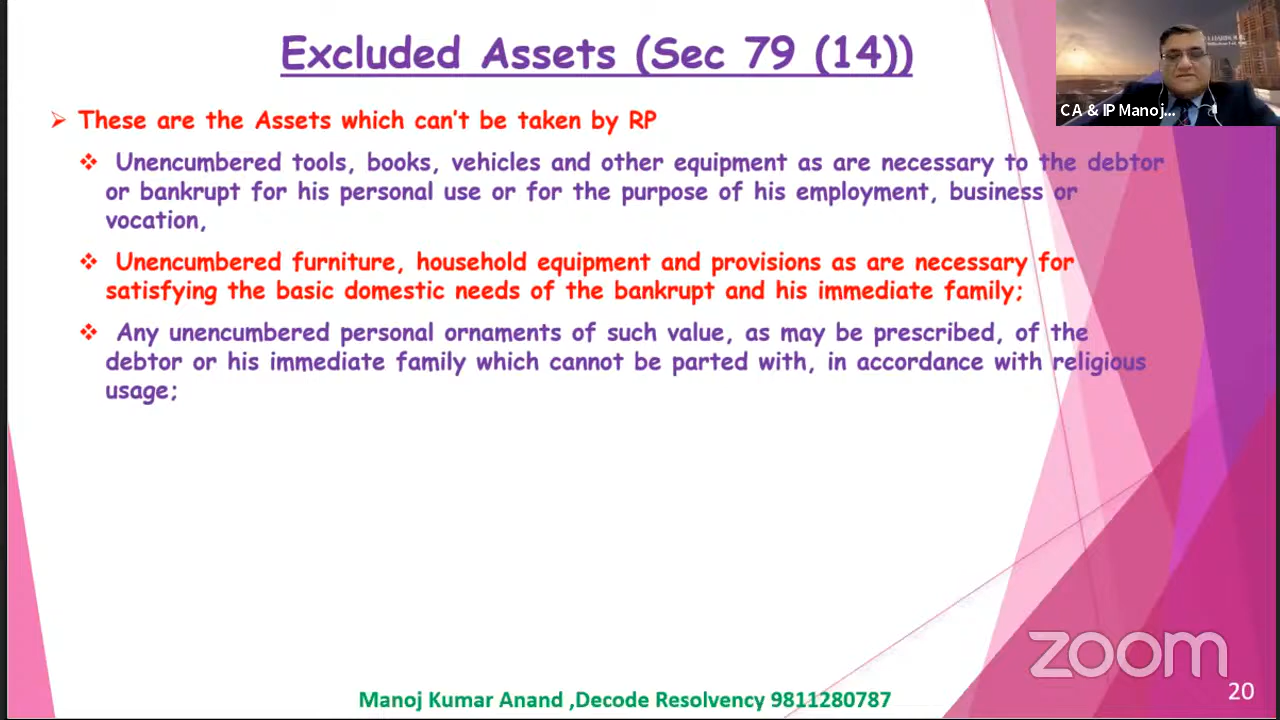 Excluded Assets (Sec 79 (14))
➢ These are the Assets which can't be taken by RP
❖ Unencumbered tools, books, vehicles and other equipment as are necessary to the debtor
or bankrupt for his personal use or for the purpose of his employment, business or
vocation,
❖ Unencumbered furniture, household equipment and provisions as are necessary for
satisfying the basic domestic needs of the bankrupt and his immediate family;
❖ Any unencumbered personal ornaments of such value, as may be prescribed, of the
debtor or his immediate family which cannot be parted with, in accordance with religious
usage;
CA & IP Manoj...
zoom
Manoj Kumar Anand ,Decode Resolvency 9811280787
20